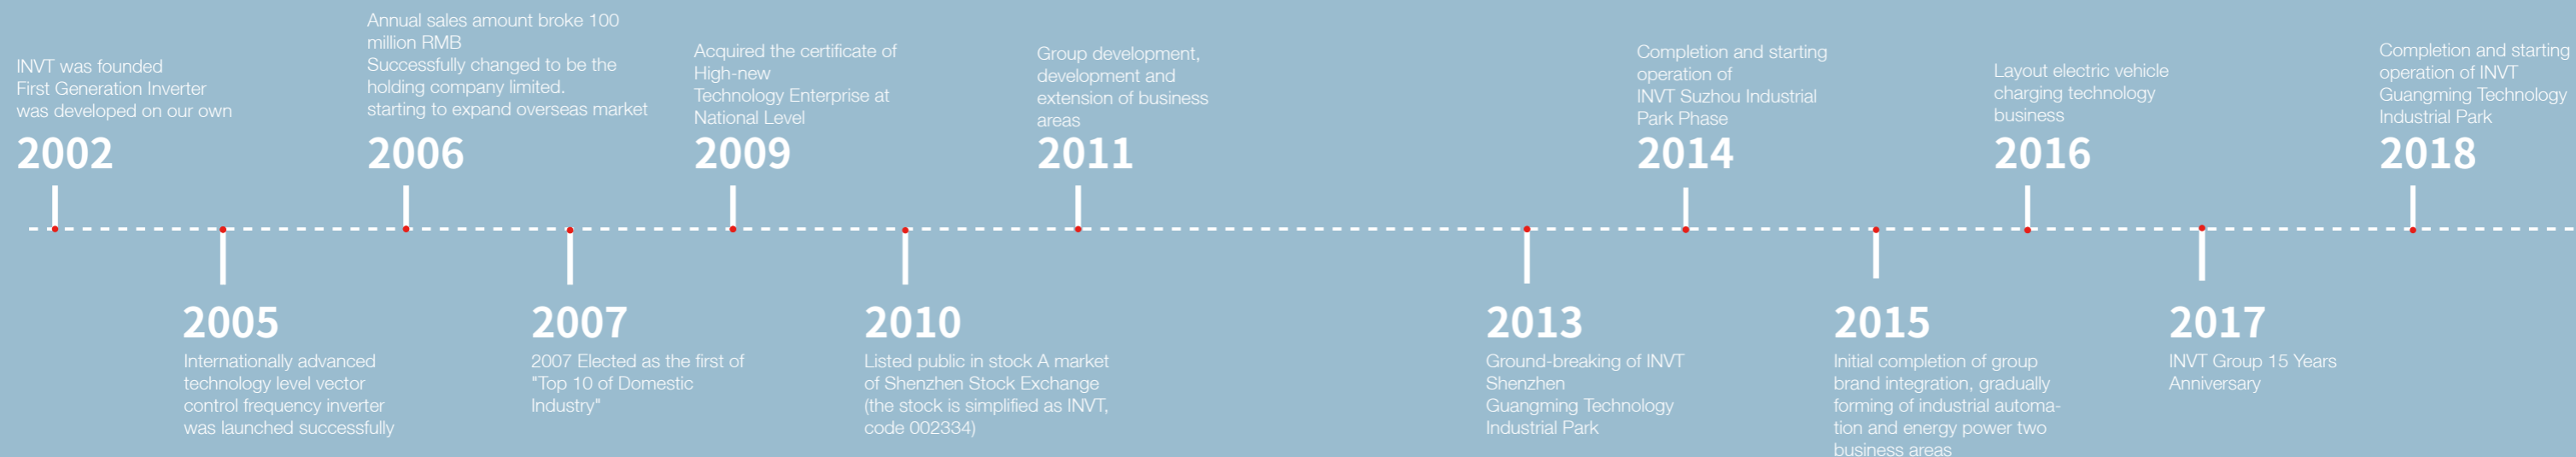 INVT was founded
First Generation Inverter
was developed on our own
2002
2005
Internationally advanced
technology level vector
control frequency inverter
was launched successfully
Annual sales amount broke 100
million RMB
Successfully changed to be the
holding company limited.
starting to expand overseas market
2006
2007
2007 Elected as the first of
"Top 10 of Domestic
Industry"
Acquired the certificate of
High-new
Technology Enterprise at
National Level
2009
2010
Listed public in stock A market
of Shenzhen Stock Exchange
(the stock is simplified as INVT,
code 002334)
Group development,
development and
extension of business
areas
2011
2013
Ground-breaking of INVT
Shenzhen
Guangming Technology
Industrial Park
Completion and starting
operation of
INVT Suzhou Industrial
Park Phase
2014
2015
Initial completion of group
brand integration, gradually
forming of industrial automa-
tion and energy power two
business areas
Layout electric vehicle
charging technology
business
2016
2017
INVT Group 15 Years
Anniversary
Completion and starting
operation of INVT
Guangming Technology
Industrial Park
2018